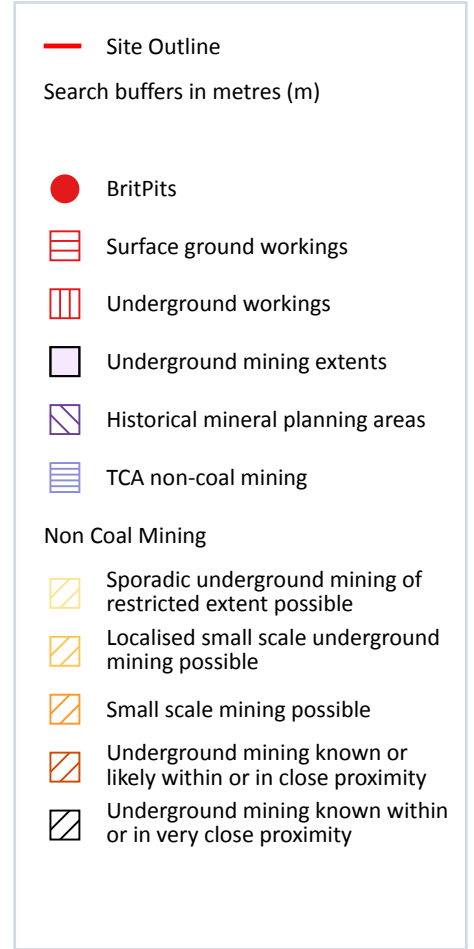 Site Outline
Search buffers in metres (m)
BritPits
Surface ground workings
Underground workings
Underground mining extents
Historical mineral planning areas
TCA non-coal mining
Non Coal Mining
Sporadic underground mining of
restricted extent possible
Localised small scale underground
mining possible
Small scale mining possible
Underground mining known or
likely within or in close proximity
Underground mining known within
or in very close proximity